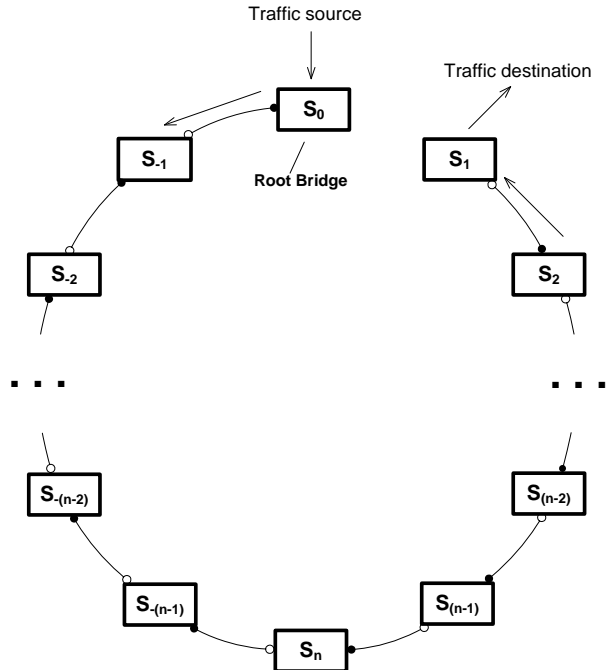 Traffic source
Traffic destination
S₀
S₋₁
S₁
Root Bridge
S₋₂
S₂
. . .
. . .
S₋₍ₙ₋₂₎
S₍ₙ₋₂₎
S₋₍ₙ₋₁₎
S₍ₙ₋₁₎
Sₙ